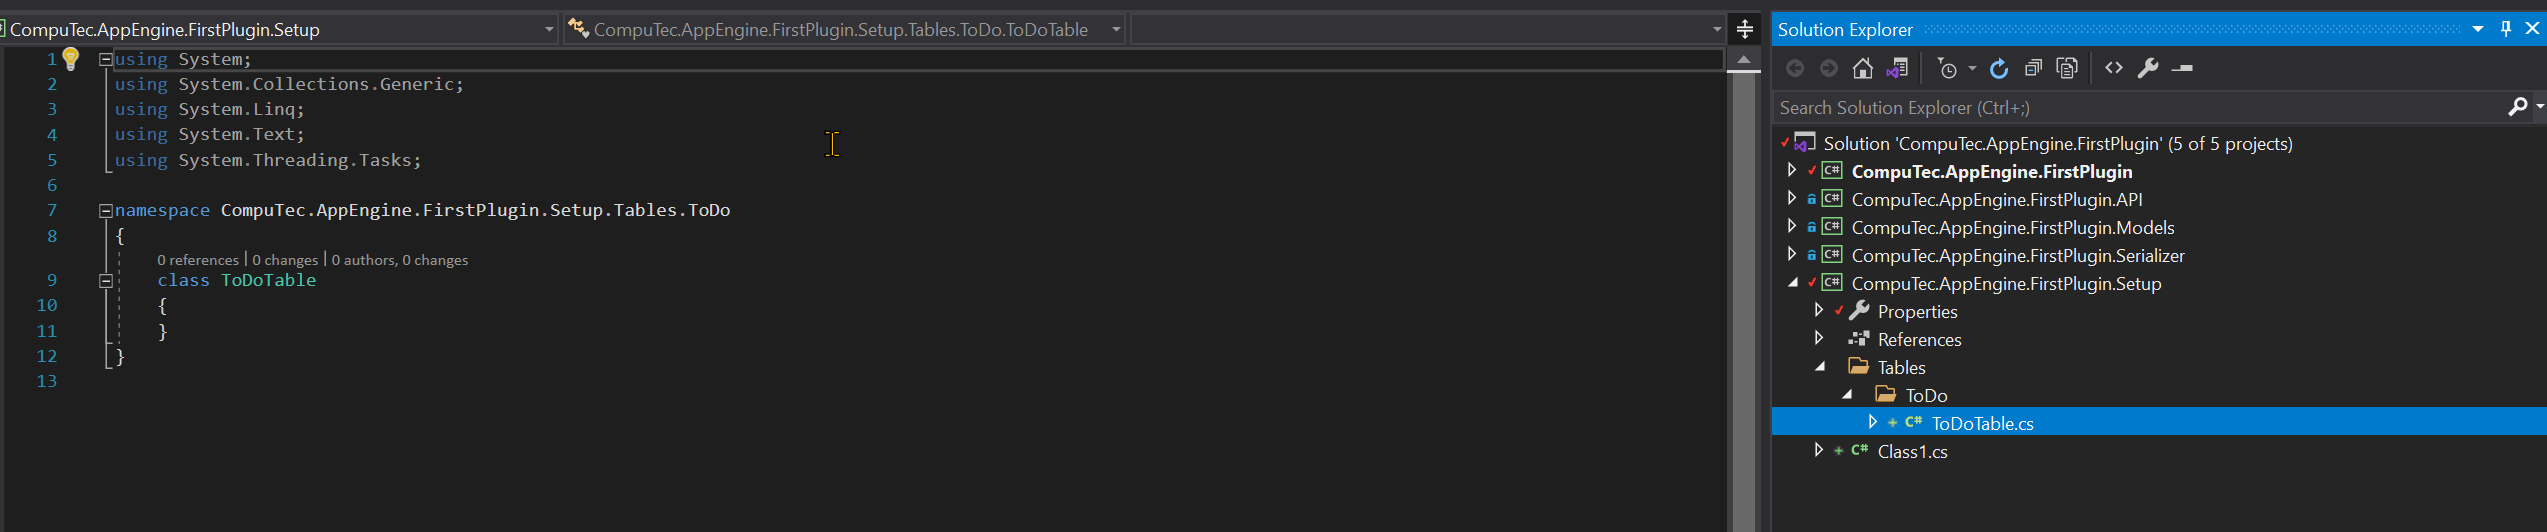 CompuTec.AppEngine.FirstPlugin.Setup
CompuTec.AppEngine.FirstPlugin.Setup.Tables.ToDo.ToDoTable
1 using System;
2 using System.Collections.Generic;
3 using System.Linq;
4 using System.Text;
5 using System.Threading.Tasks;
6
7 namespace CompuTec.AppEngine.FirstPlugin.Setup.Tables.ToDo
8 {
0 references | 0 changes | 0 authors, 0 changes
9 class ToDoTable
10 {
11 }
12 }
13
Solution Explorer
Search Solution Explorer (Ctrl+;)
Solution 'CompuTec.AppEngine.FirstPlugin' (5 of 5 projects)
C# CompuTec.AppEngine.FirstPlugin
C# CompuTec.AppEngine.FirstPlugin.API
C# CompuTec.AppEngine.FirstPlugin.Models
C# CompuTec.AppEngine.FirstPlugin.Serializer
C# CompuTec.AppEngine.FirstPlugin.Setup
Properties
References
Tables
ToDo
+ C# ToDoTable.cs
+ C# Class1.cs